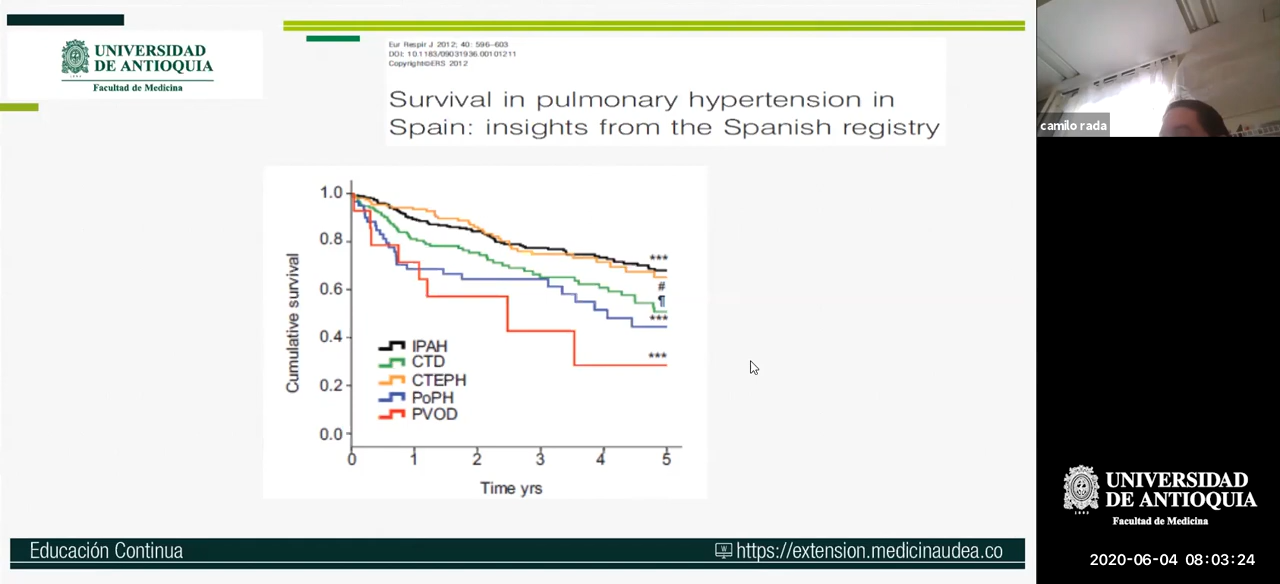 UNIVERSIDAD
DE ANTIOQUIA
1803
Facultad de Medicina
Eur Respir J 2012; 40: 596–603
DOI: 10.1183/09031936.00101211
Copyright©ERS 2012
Survival in pulmonary hypertension in
Spain: insights from the Spanish registry
Cumulative survival
1.0
0.8
0.6
0.4
0.2
0.0
***
#
¶
***
***
IPAH
CTD
CTEPH
PoPH
PVOD
0 1 2 3 4 5
Time yrs
Educación Continua
https://extension.medicinaudea.co
camilo rada
UNIVERSIDAD
DE ANTIOQUIA
1803
Facultad de Medicina
2020-06-04 08:03:24